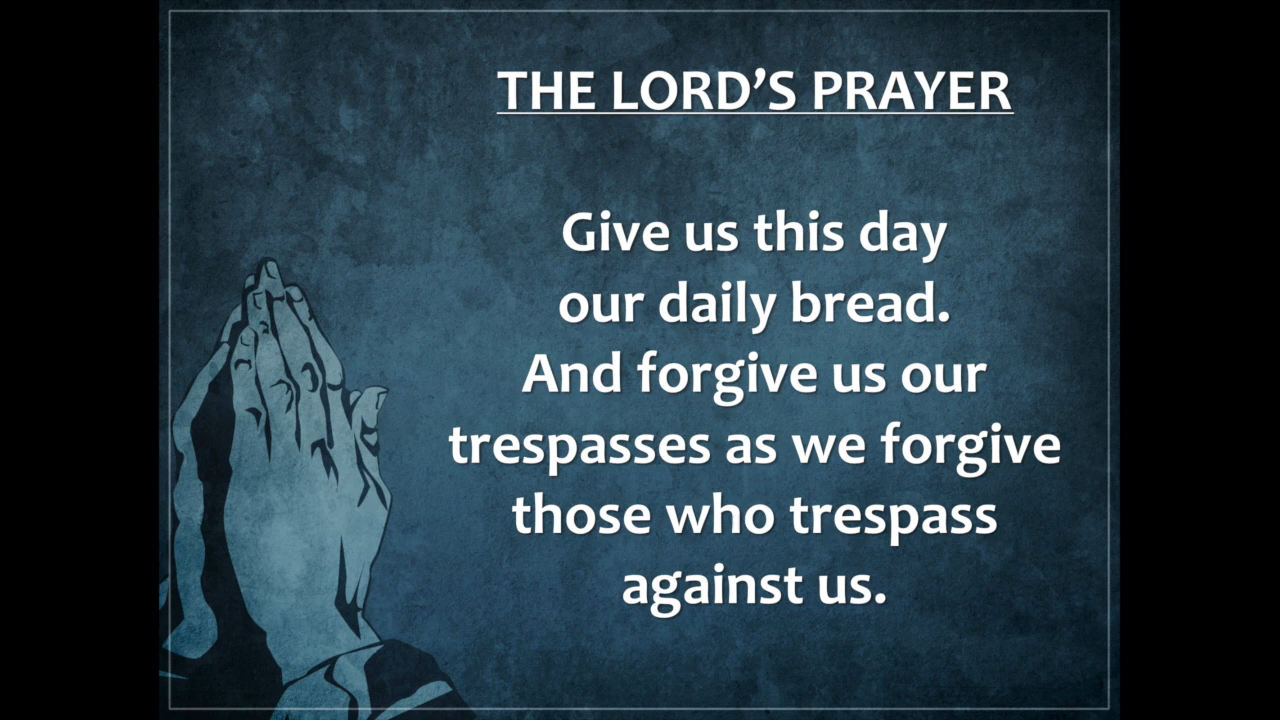 THE LORD’S PRAYER
Give us this day
our daily bread.
And forgive us our
trespasses as we forgive
those who trespass
against us.